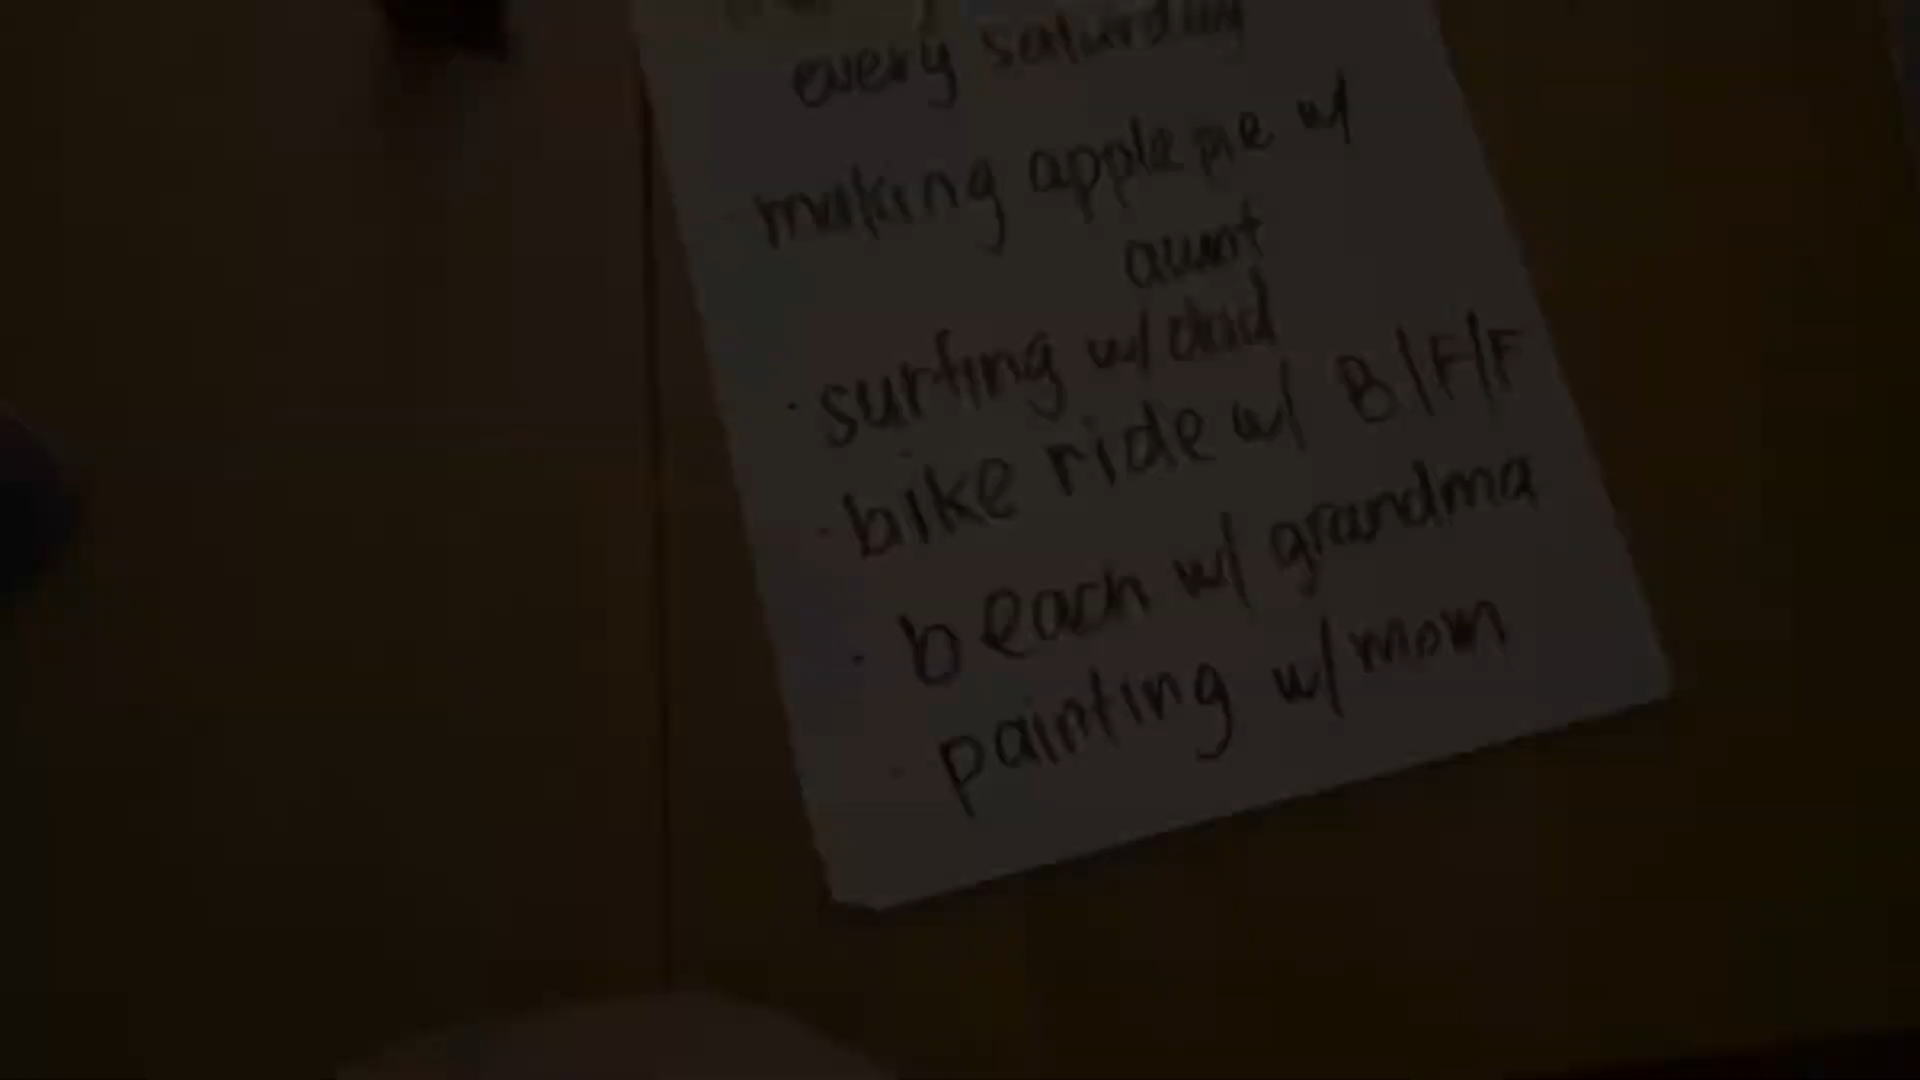 every saturday
making apple pie w/
aunt
· surfing w/ dad
· bike ride w/ B/F/F
· beach w/ grandma
· painting w/ mom